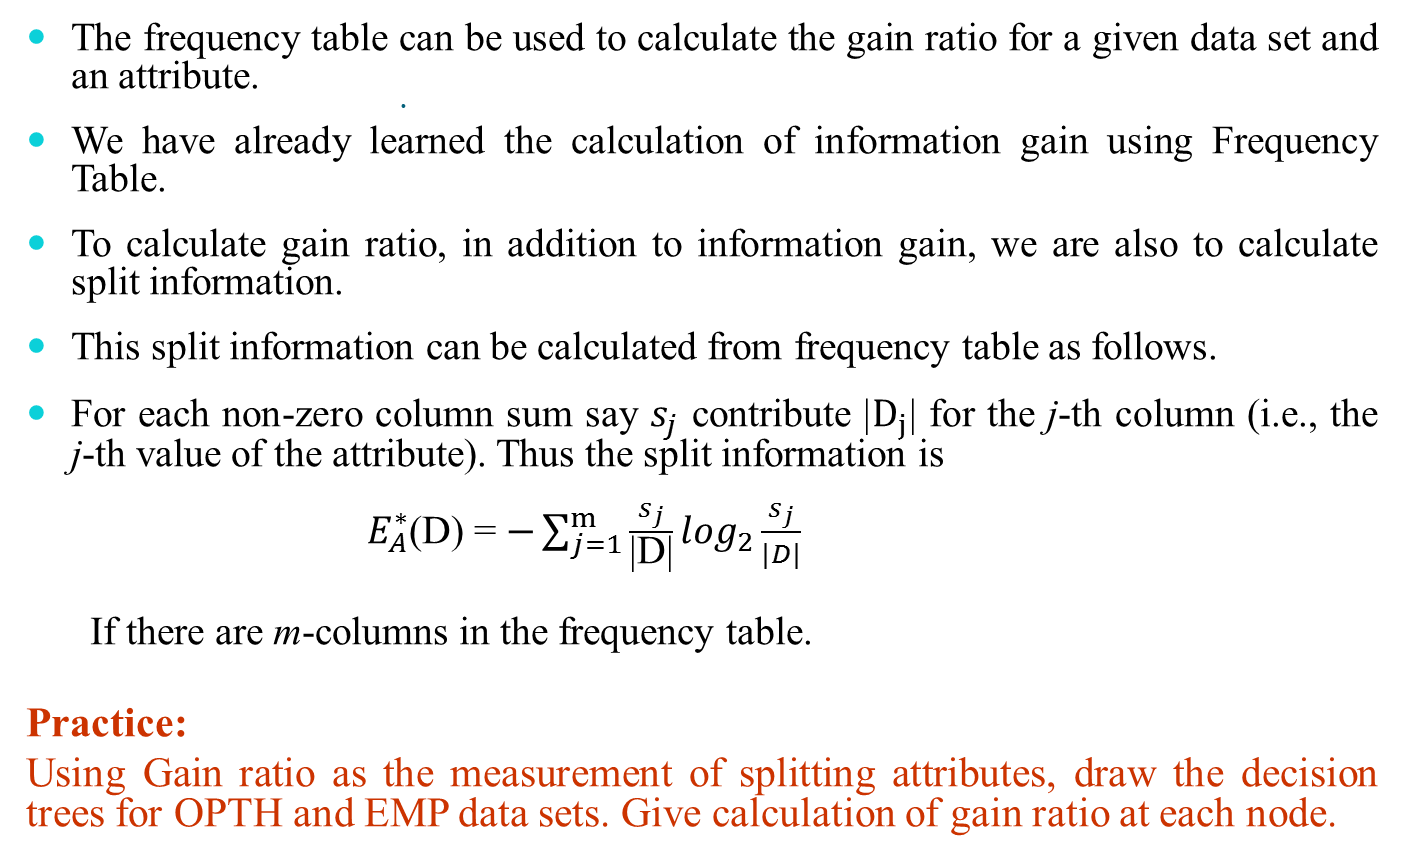 • The frequency table can be used to calculate the gain ratio for a given data set and
an attribute.
• We have already learned the calculation of information gain using Frequency
Table.
• To calculate gain ratio, in addition to information gain, we are also to calculate
split information.
• This split information can be calculated from frequency table as follows.
• For each non-zero column sum say s_j contribute |D_j| for the j-th column (i.e., the
j-th value of the attribute). Thus the split information is
E*_A(D) = − ∑^m_{j=1} s_j/|D| log₂ s_j/|D|
If there are m-columns in the frequency table.
Practice:
Using Gain ratio as the measurement of splitting attributes, draw the decision
trees for OPTH and EMP data sets. Give calculation of gain ratio at each node.